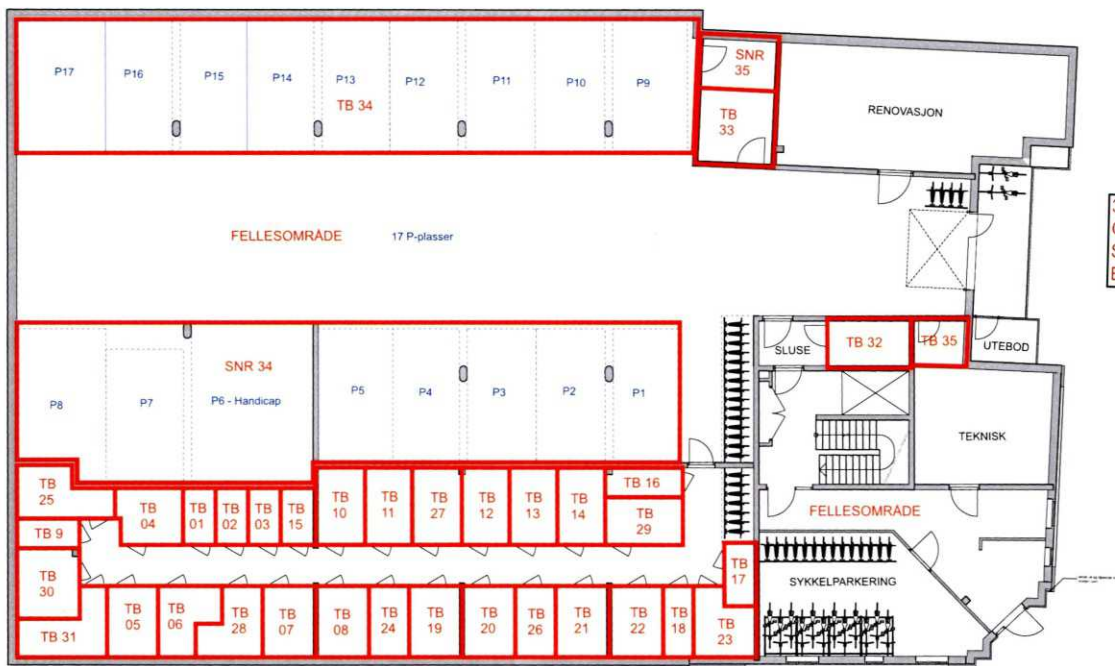 P17 P16 P15 P14 P13 P12 P11 P10 P9
TB 34
SNR
35
TB
33
RENOVASJON
FELLESOMRÅDE 17 P-plasser
SLUSE
TB 32
TB 35
UTEBOD
SNR 34
P8 P7 P6 - Handicap P5 P4 P3 P2 P1
TEKNISK
FELLESOMRÅDE
TB
25
TB
04
TB
01
TB
02
TB
03
TB
15
TB
10
TB
11
TB
27
TB
12
TB
13
TB
14
TB 16
TB
29
TB 9
TB
30
TB 31
TB
05
TB
06
TB
28
TB
07
TB
08
TB
24
TB
19
TB
20
TB
26
TB
21
TB
22
TB
18
TB
23
TB
17
SYKKELPARKERING